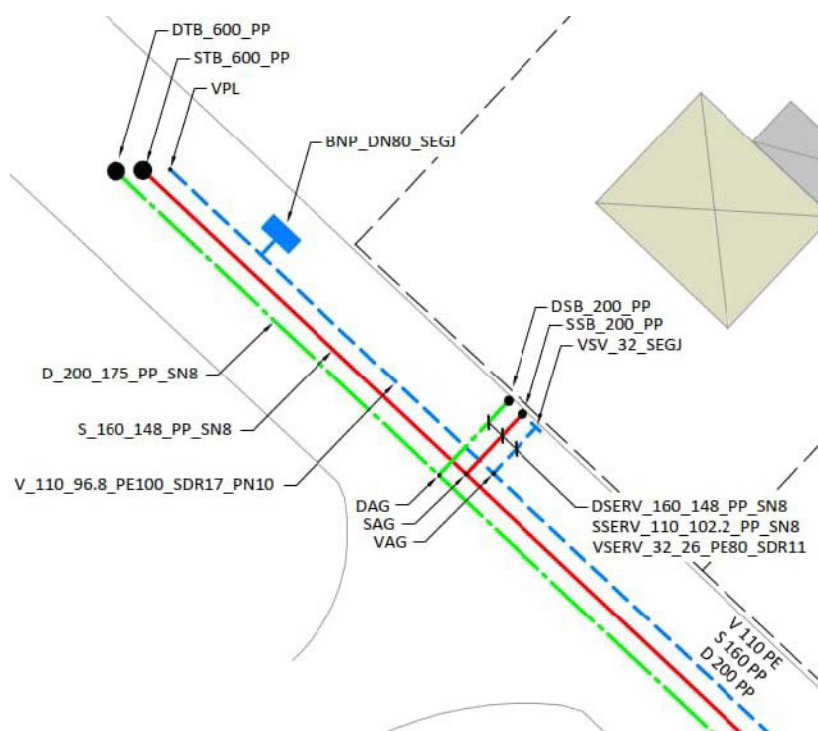 DTB_600_PP
STB_600_PP
VPL
BNP_DN80_SEGJ
DSB_200_PP
SSB_200_PP
VSV_32_SEGJ
D_200_175_PP_SN8
S_160_148_PP_SN8
V_110_96.8_PE100_SDR17_PN10
DAG
SAG
VAG
DSERV_160_148_PP_SN8
SSERV_110_102.2_PP_SN8
VSERV_32_26_PE80_SDR11
V 110 PE
S 160 PP
D 200 PP